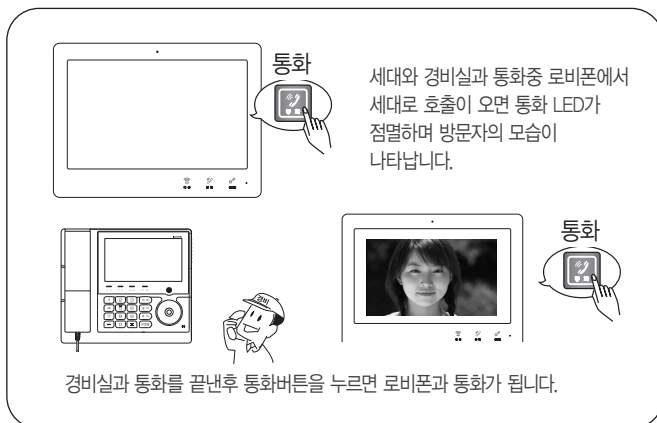 통화
세대와 경비실과 통화중 로비폰에서
세대로 호출이 오면 통화 LED가
점멸하며 방문자의 모습이
나타납니다.
경비
통화
경비실과 통화를 끝낸후 통화버튼을 누르면 로비폰과 통화가 됩니다.